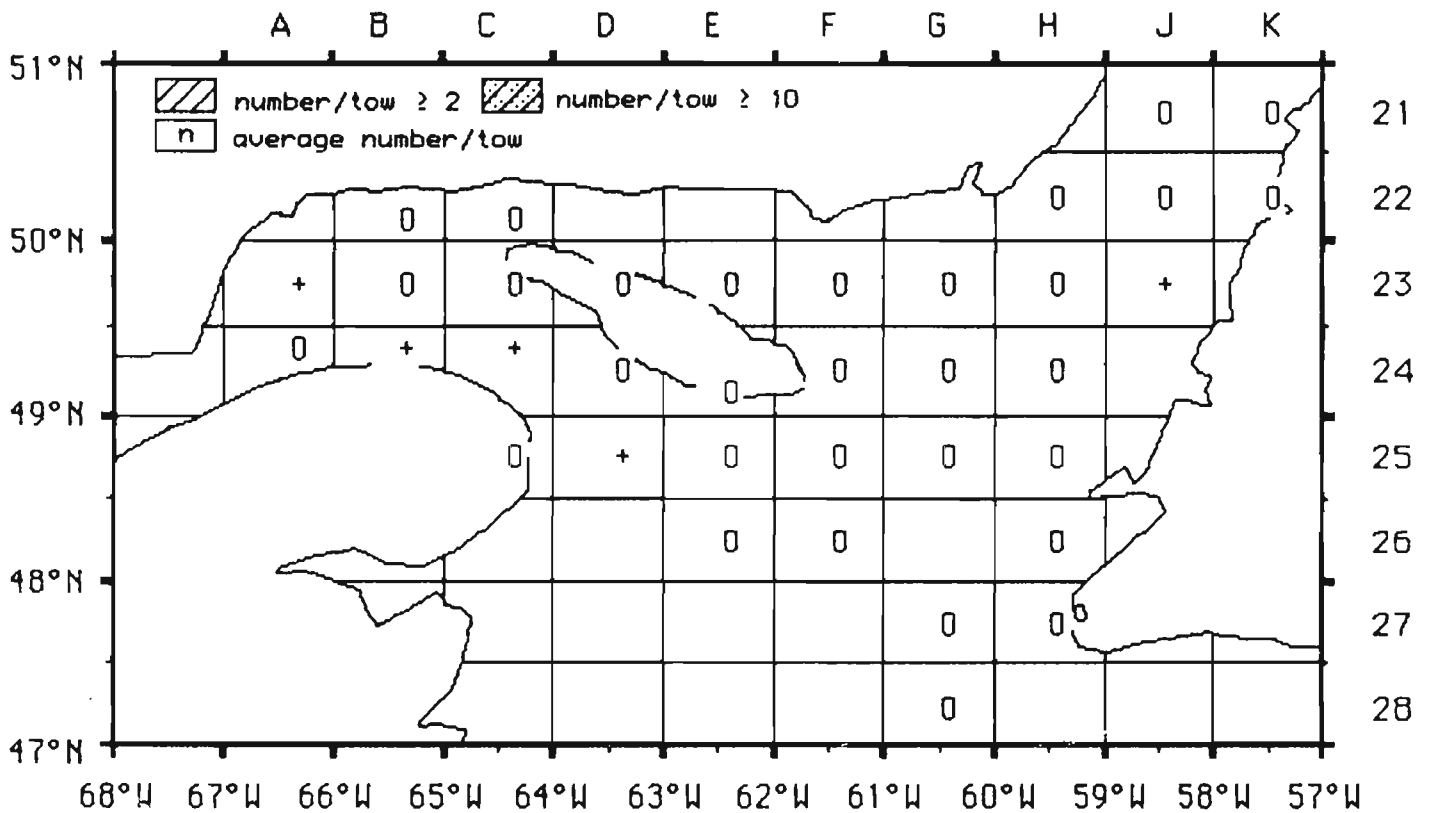 A B C D E F G H J K
51°N
number/tow ≥ 2 number/tow ≥ 10
n average number/tow
0 0 21
0 0 0 0 0 22
50°N
+ 0 0 0 0 0 0 0 + 23
0 + + 0 0 0 0 0 24
49°N
0 + 0 0 0 0 25
0 0 0 26
48°N
0 0 27
0 28
47°N
68°W 67°W 66°W 65°W 64°W 63°W 62°W 61°W 60°W 59°W 58°W 57°W